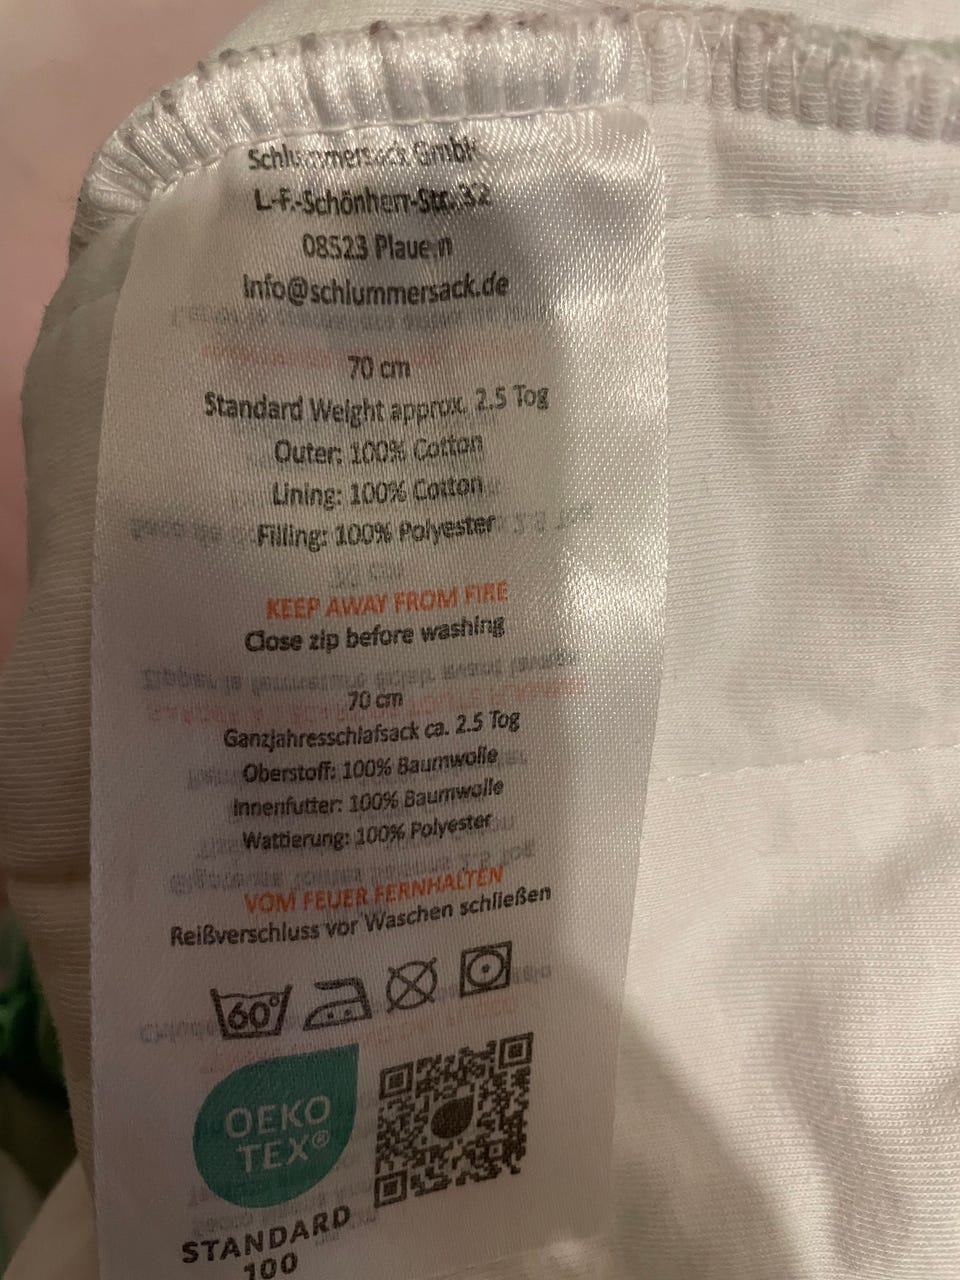 Schlummersack GmbH
L-F.-Schönherr-Str. 32
08523 Plauen
Info@schlummersack.de
70 cm
Standard Weight approx. 2.5 Tog
Outer: 100% Cotton
Lining: 100% Cotton
Filling: 100% Polyester
KEEP AWAY FROM FIRE
Close zip before washing
70 cm
Ganzjahresschlafsack ca. 2.5 Tog
Oberstoff: 100% Baumwolle
Innenfutter: 100% Baumwolle
Wattierung: 100% Polyester
VOM FEUER FERNHALTEN
Reißverschluss vor Waschen schließen
60°
OEKO
TEX®
STANDARD
100